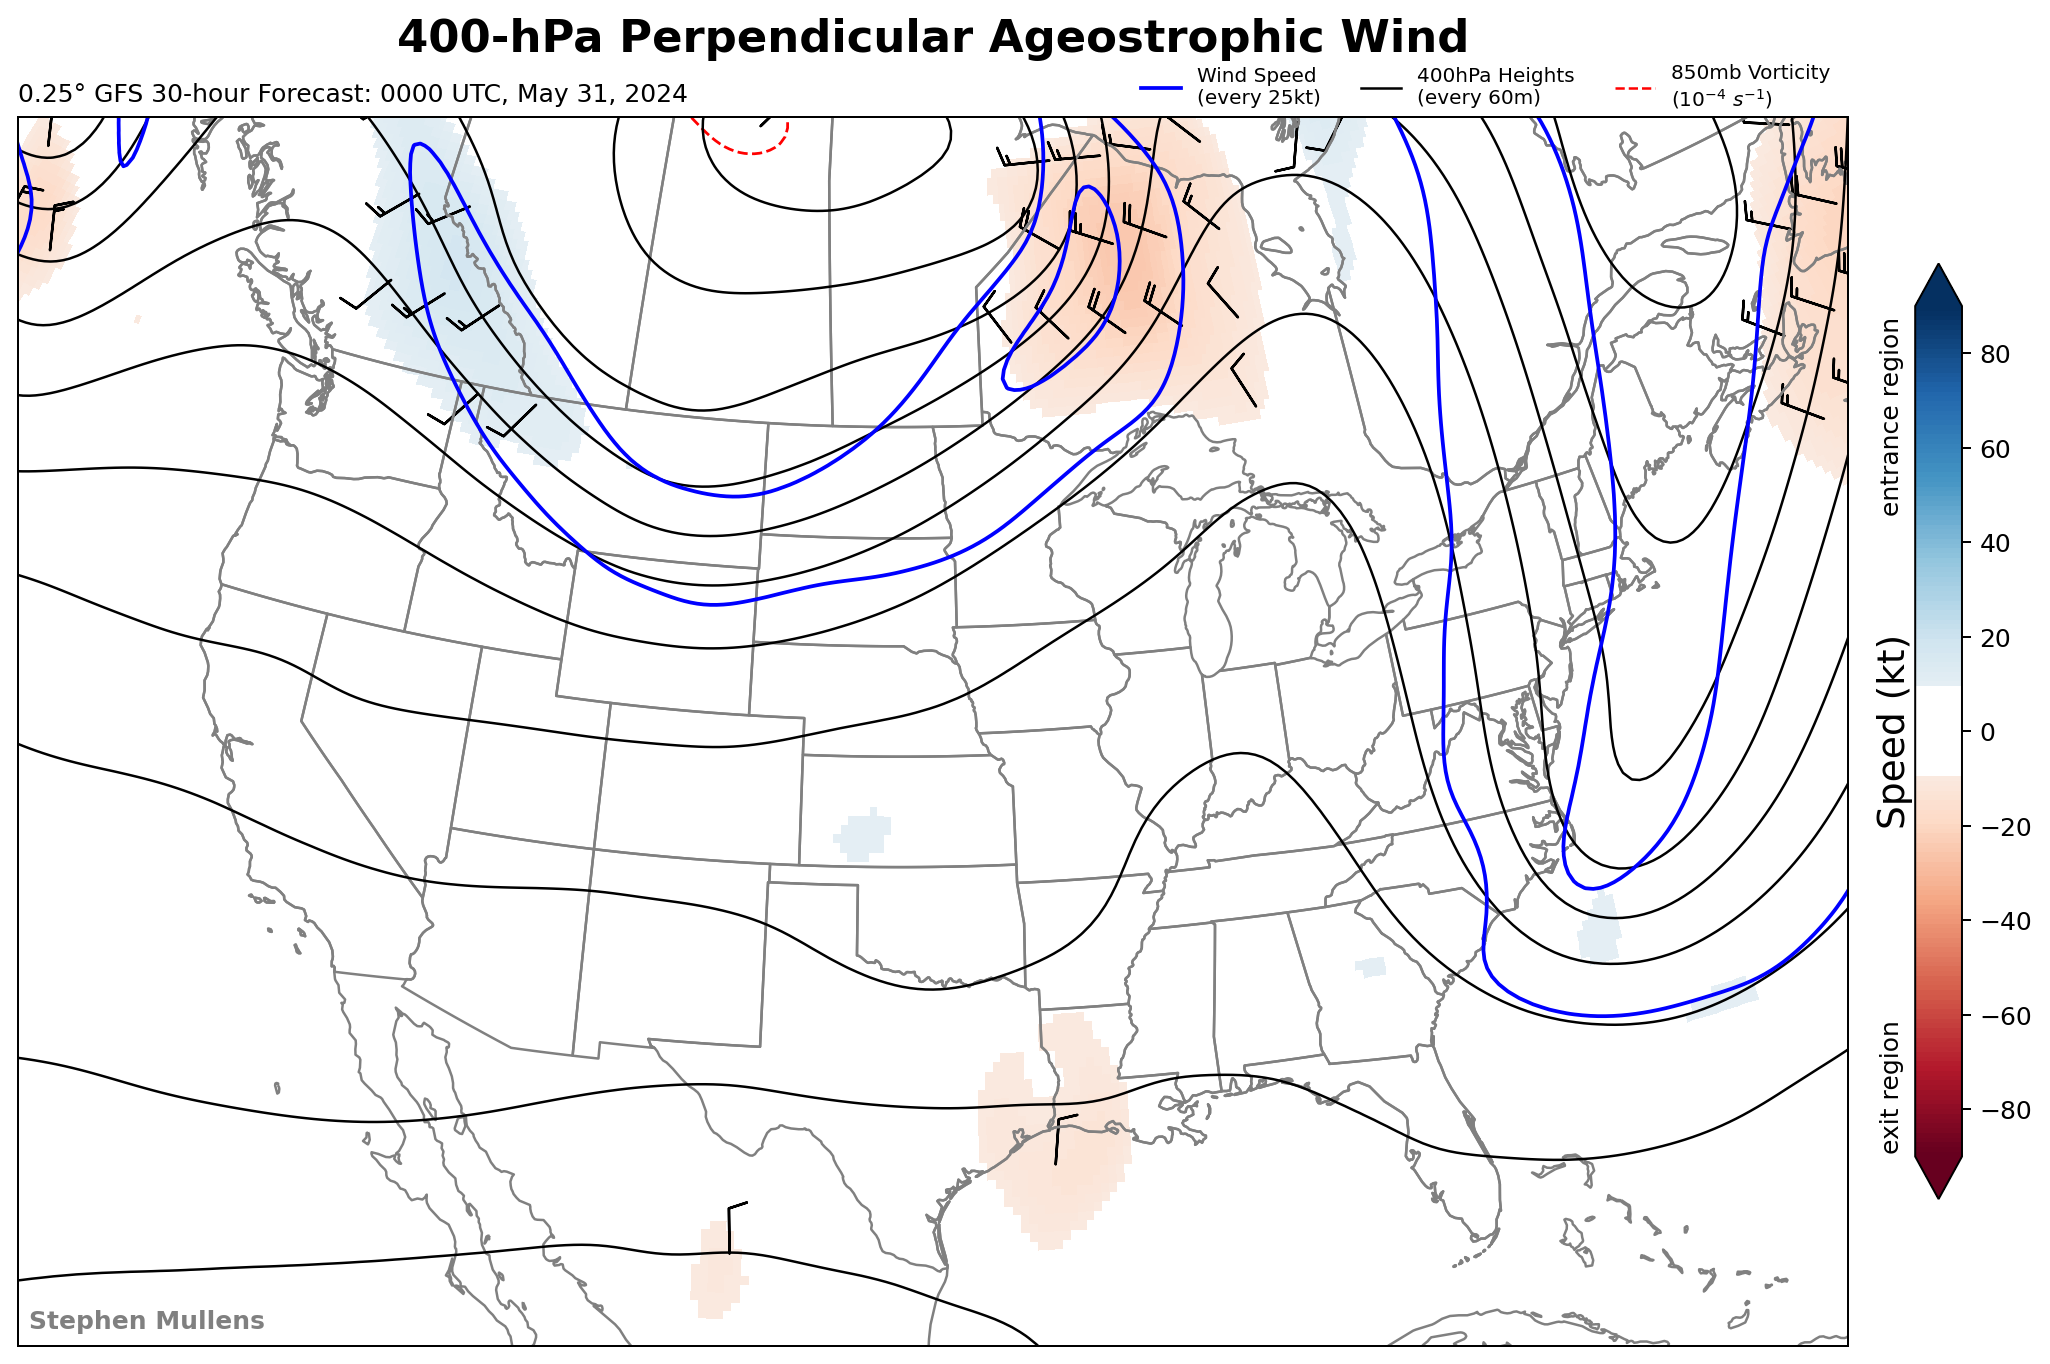 400-hPa Perpendicular Ageostrophic Wind
0.25° GFS 30-hour Forecast: 0000 UTC, May 31, 2024
Wind Speed
(every 25kt)
400hPa Heights
(every 60m)
850mb Vorticity
(10⁻⁴ s⁻¹)
entrance region
Speed (kt)
exit region
80
60
40
20
0
−20
−40
−60
−80
Stephen Mullens